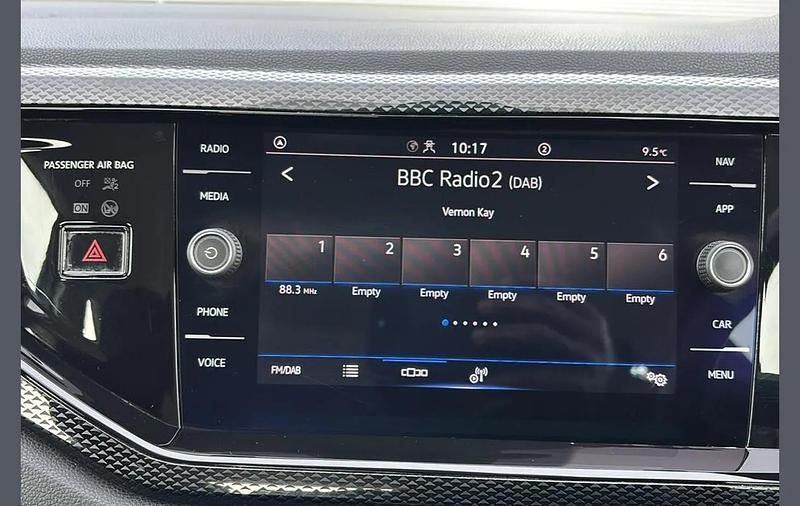 PASSENGER AIR BAG
OFF
ON
RADIO
MEDIA
PHONE
VOICE
10:17
2
9.5°C
BBC Radio2 (DAB)
Vernon Kay
1 2 3 4 5 6
88.3 MHz Empty Empty Empty Empty Empty
FM/DAB
NAV
APP
CAR
MENU